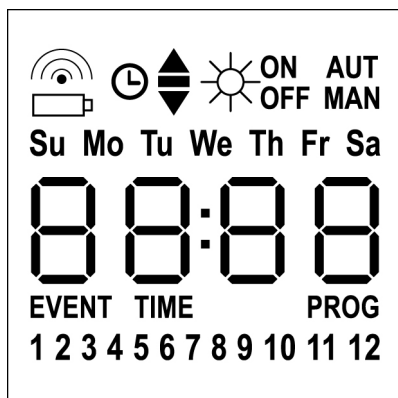 ON AUT
OFF MAN
Su Mo Tu We Th Fr Sa
88:88
EVENT TIME PROG
1 2 3 4 5 6 7 8 9 10 11 12